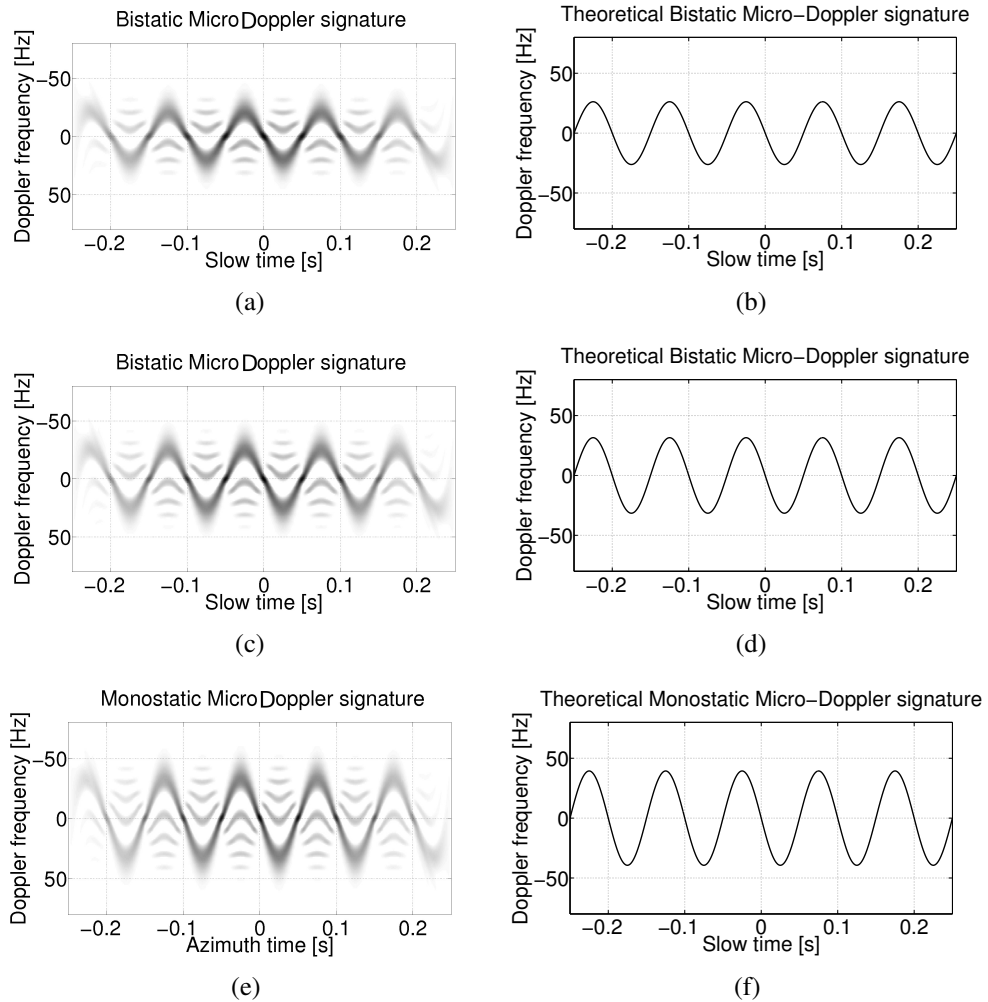 Bistatic MicroDoppler signature
Doppler frequency [Hz]
−50
0
50
−0.2 −0.1 0 0.1 0.2
Slow time [s]
(a)
Theoretical Bistatic Micro−Doppler signature
Doppler frequency [Hz]
50
0
−50
−0.2 −0.1 0 0.1 0.2
Slow time [s]
(b)
Bistatic MicroDoppler signature
Doppler frequency [Hz]
−50
0
50
−0.2 −0.1 0 0.1 0.2
Slow time [s]
(c)
Theoretical Bistatic Micro−Doppler signature
Doppler frequency [Hz]
50
0
−50
−0.2 −0.1 0 0.1 0.2
Slow time [s]
(d)
Monostatic MicroDoppler signature
Doppler frequency [Hz]
−50
0
50
−0.2 −0.1 0 0.1 0.2
Azimuth time [s]
(e)
Theoretical Monostatic Micro−Doppler signature
Doppler frequency [Hz]
50
0
−50
−0.2 −0.1 0 0.1 0.2
Slow time [s]
(f)